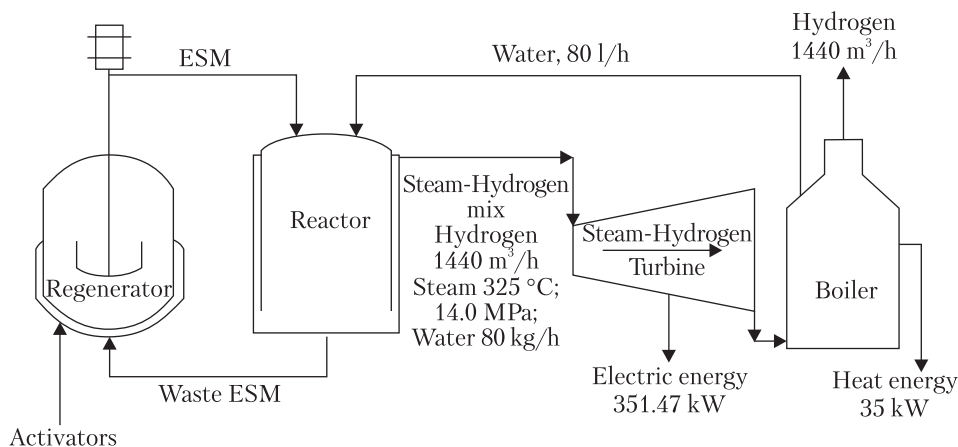 Hydrogen
1440 m³/h
ESM
Water, 80 l/h
Reactor
Steam-Hydrogen
mix
Hydrogen
1440 m³/h
Steam 325 °C;
14.0 MPa;
Water 80 kg/h
Steam-Hydrogen
Turbine
Regenerator
Boiler
Waste ESM
Electric energy
351.47 kW
Heat energy
35 kW
Activators